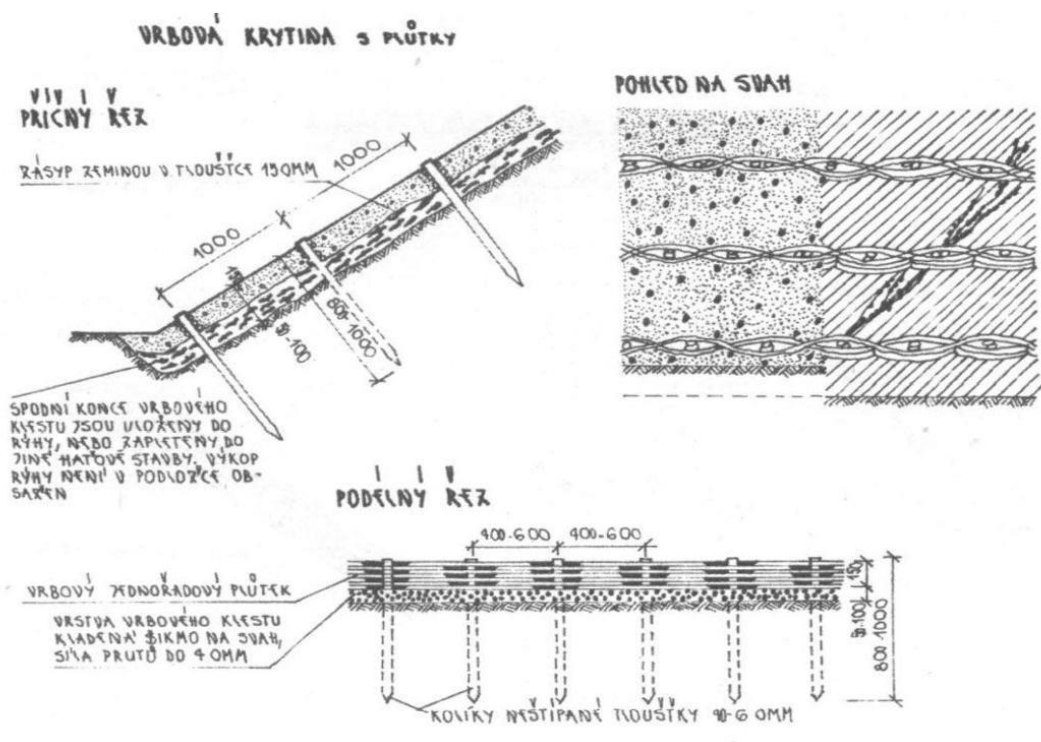 VRBOVÁ KRYTINA S PLŮTKY
PŘÍČNÝ ŘEZ
ZÁSYP ZEMINOU V TLOUŠŤCE 150MM
1000
1000
800-1000
SPODNÍ KONCE VRBOVÉHO
KLESTU JSOU ULOŽENY DO
RÝHY, NEBO ZAPLETENY DO
JINÉ HAŤOVÉ STAVBY. VÝKOP
RÝHY NENÍ V PODLOŽCE OB-
SAŽEN
POHLED NA SVAH
PODÉLNÝ ŘEZ
400-600 400-600
VRBOVÝ JEDNOŘADOVÝ PLŮTEK
VRSTVA VRBOVÉHO KLESTU
KLADENÁ ŠIKMO NA SVAH,
SÍLA PRUTŮ DO 40MM
150
800-1000
KOLÍKY NEŠTÍPANÉ TLOUŠŤKY